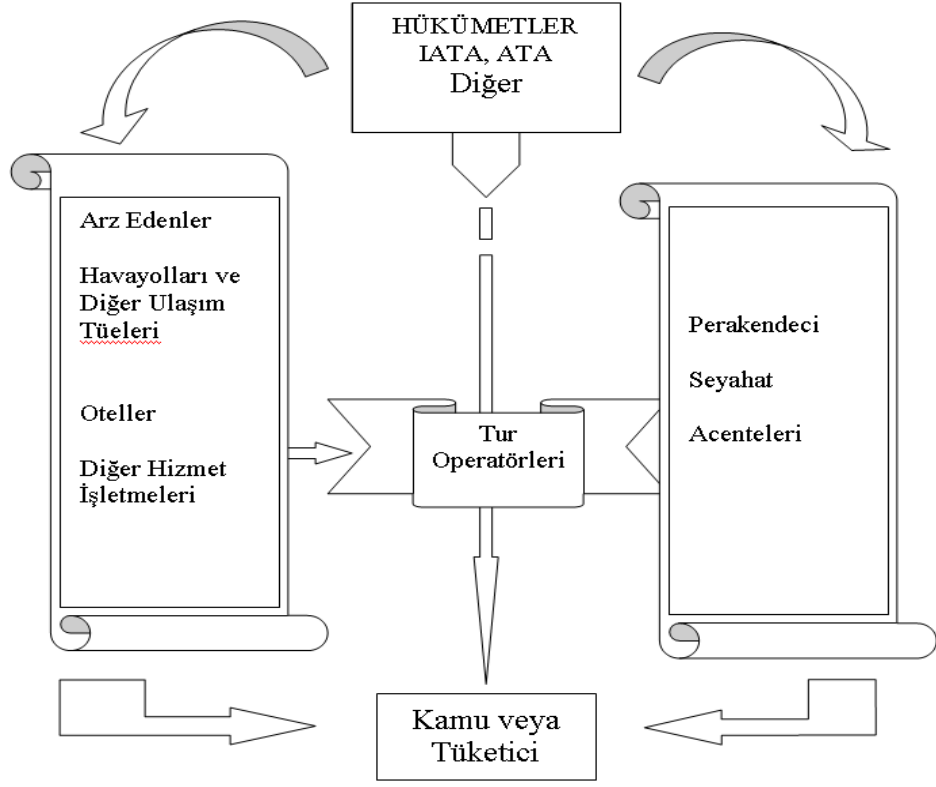 HÜKÜMETLER
IATA, ATA
Diğer
Arz Edenler
Havayolları ve
Diğer Ulaşım
Tüeleri
Oteller
Diğer Hizmet
İşletmeleri
Tur
Operatörleri
Perakendeci
Seyahat
Acenteleri
Kamu veya
Tüketici